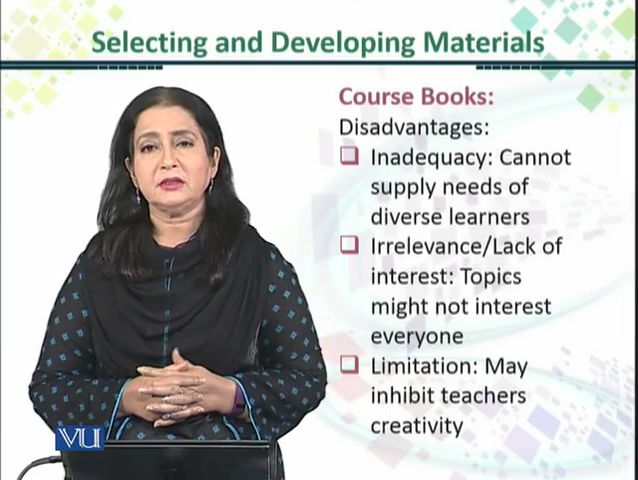 Selecting and Developing Materials
Course Books:
Disadvantages:
Inadequacy: Cannot
supply needs of
diverse learners
Irrelevance/Lack of
interest: Topics
might not interest
everyone
Limitation: May
inhibit teachers
creativity
VU